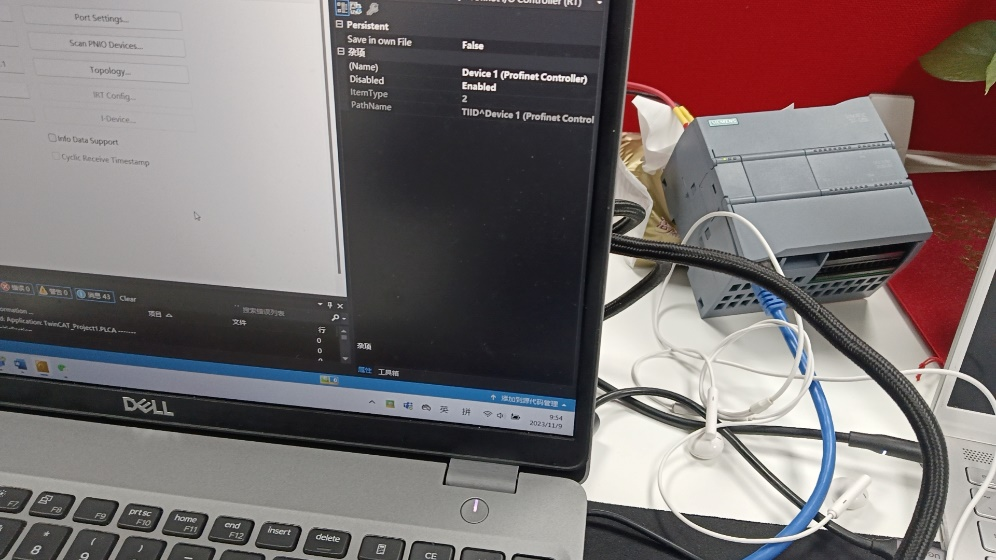 Port Settings...
Scan PNIO Devices...
Topology...
IRT Config...
I-Device...
Info Data Support
Cyclic Receive Timestamp
Controller (RT)
Persistent
Save in own File False
杂项
(Name) Device 1 (Profinet Controller)
Disabled Enabled
ItemType 2
PathName TIID^Device 1 (Profinet Control
错误 0 警告 0 消息 43 Clear
搜索错误列表
项目
文件 行
0
0
0
d. Application: TwinCAT_Project1.PLCA -------
杂项
属性 工具箱
添加到源代码管理
英 拼
9:54
2023/11/9
DELL
SIEMENS
F7
F8
F9
prtsc
F10
home
F11
end
F12
insert
delete
CE
*
8
(
9
)